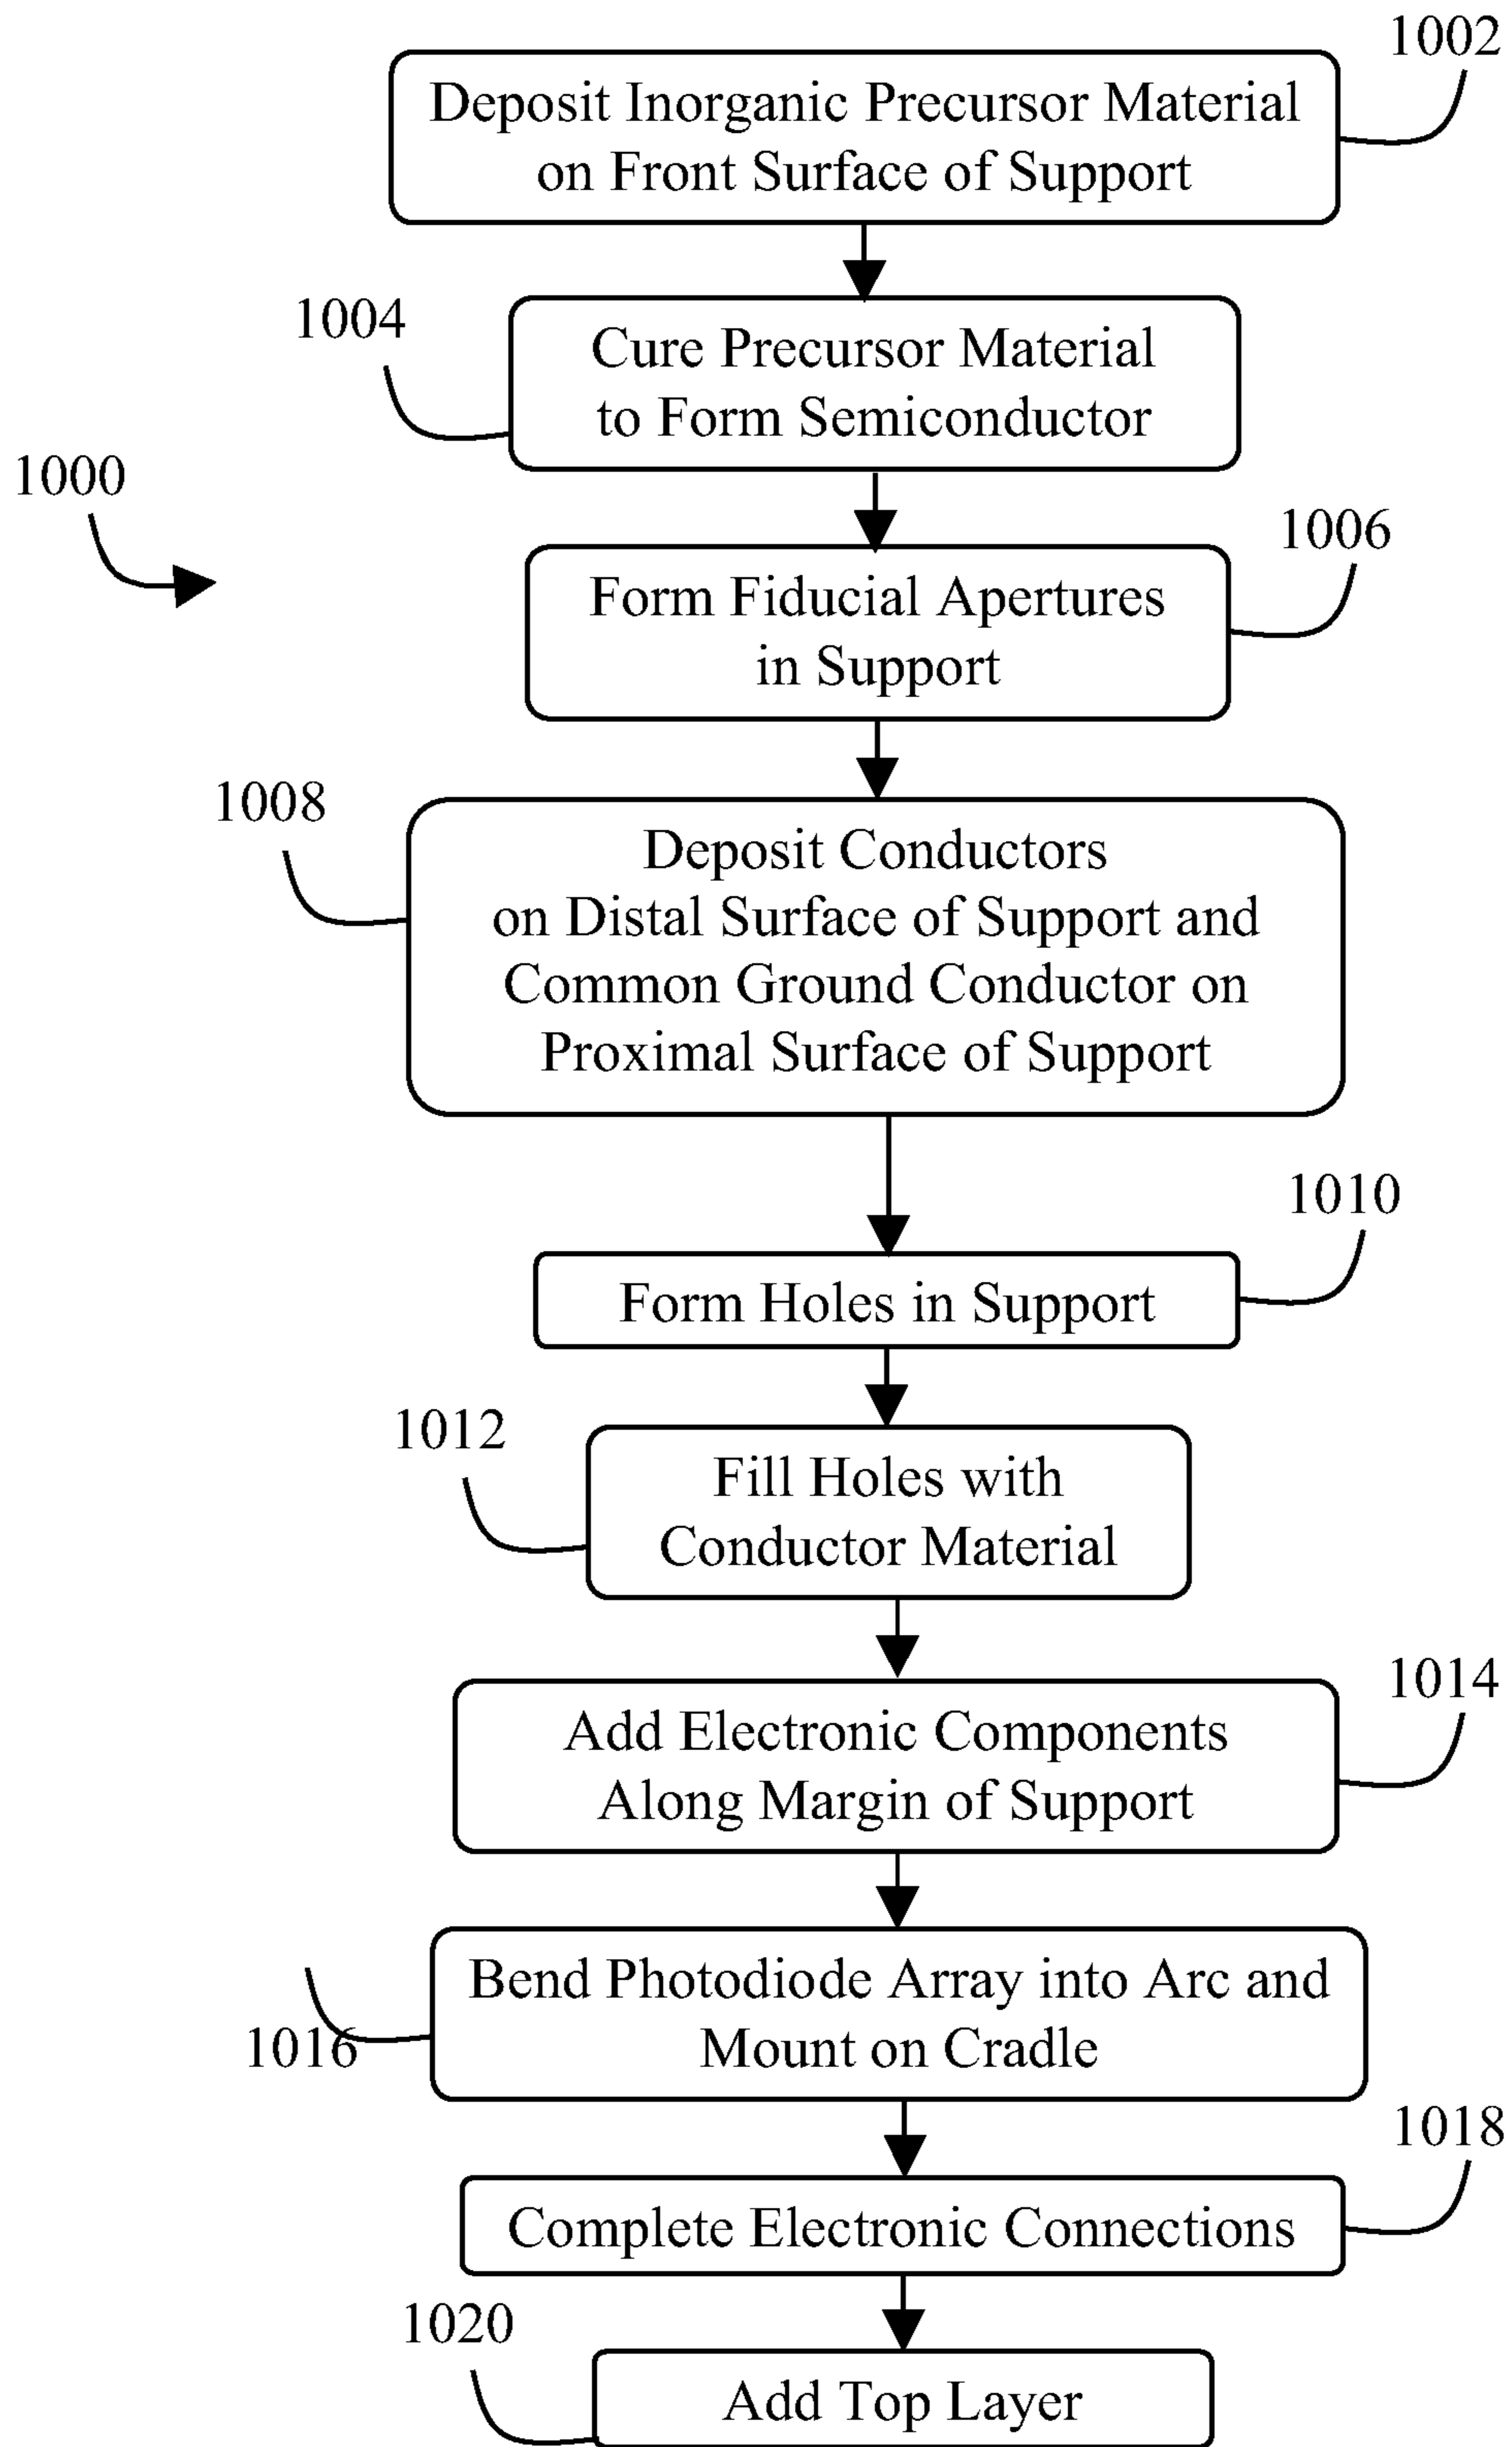 1002
Deposit Inorganic Precursor Material
on Front Surface of Support
1004
Cure Precursor Material
to Form Semiconductor
1000
1006
Form Fiducial Apertures
in Support
1008
Deposit Conductors
on Distal Surface of Support and
Common Ground Conductor on
Proximal Surface of Support
1010
Form Holes in Support
1012
Fill Holes with
Conductor Material
1014
Add Electronic Components
Along Margin of Support
1016
Bend Photodiode Array into Arc and
Mount on Cradle
1018
Complete Electronic Connections
1020
Add Top Layer